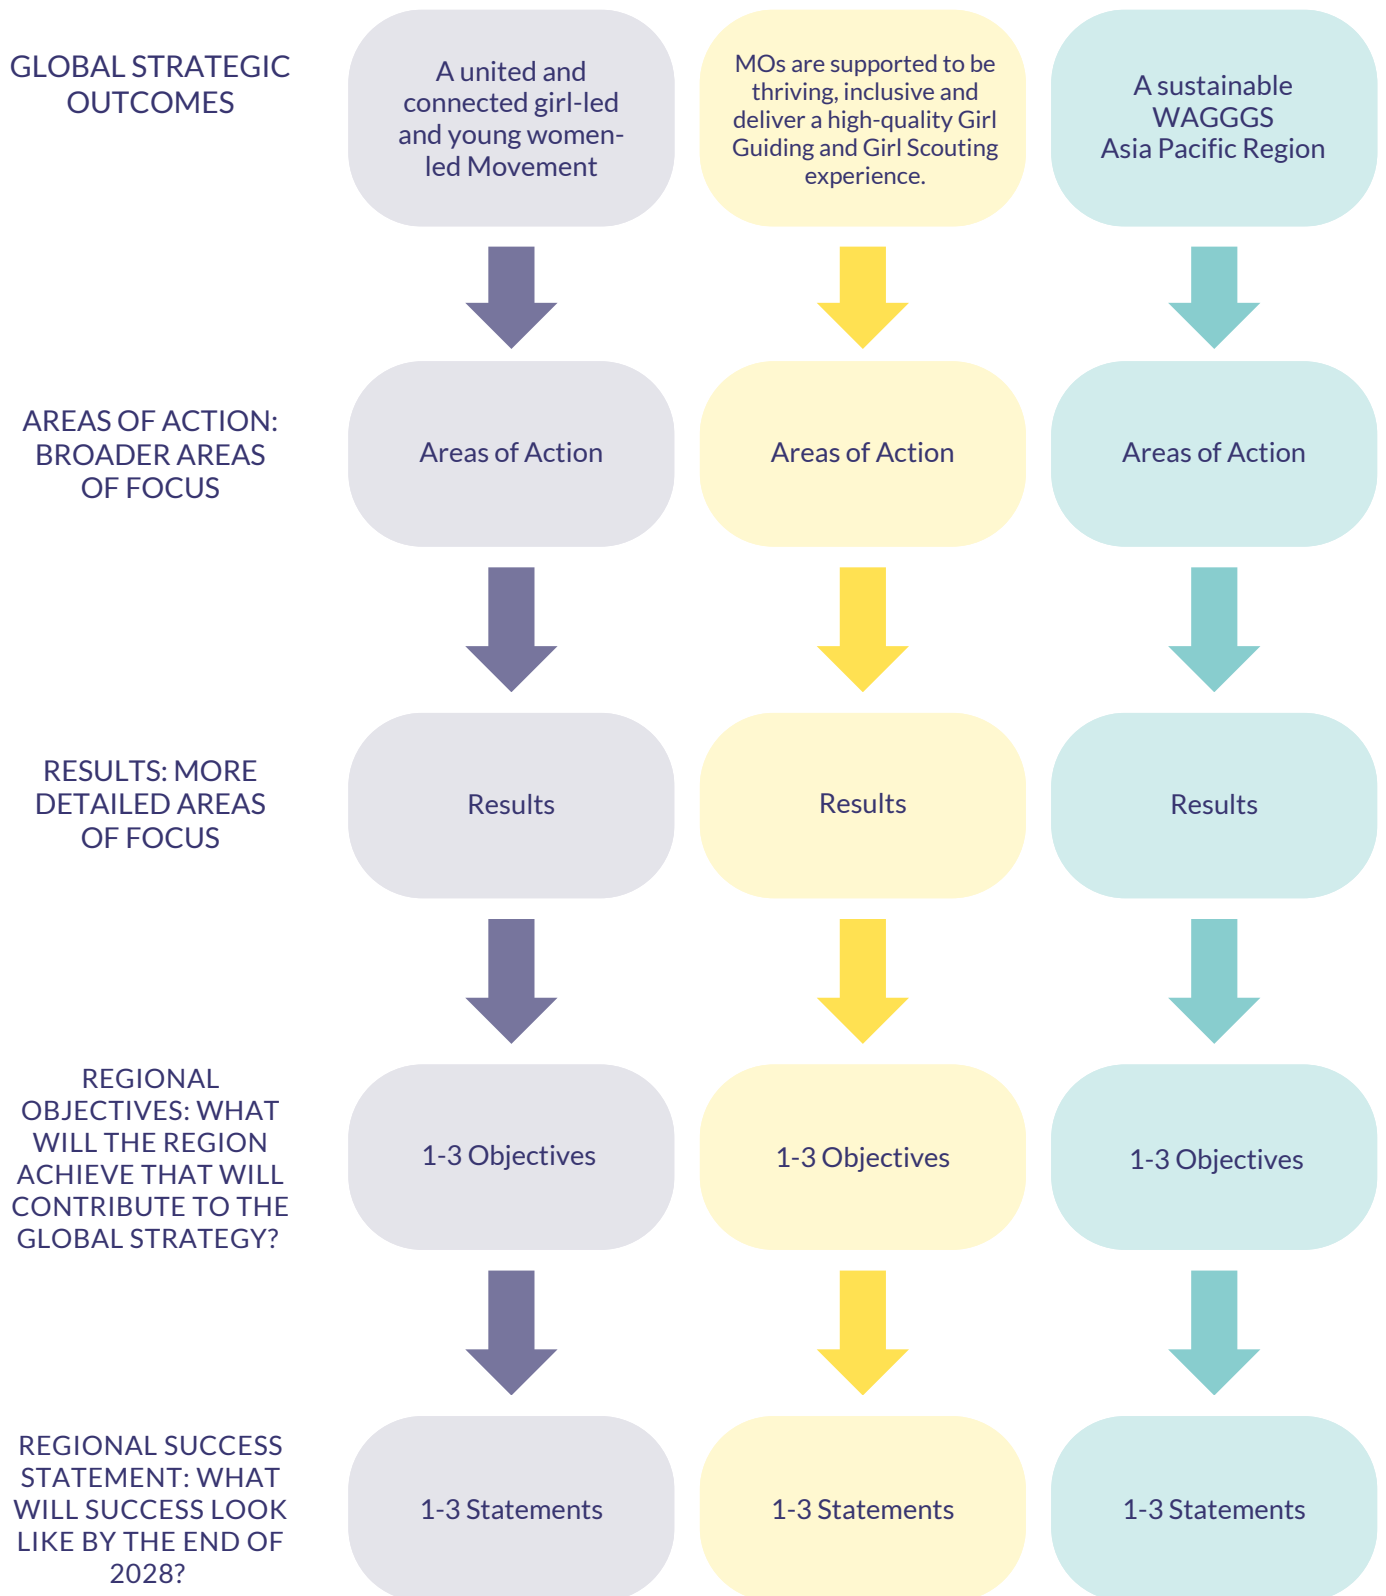 GLOBAL STRATEGIC
OUTCOMES
A united and
connected girl-led
and young women-
led Movement
MOs are supported to be
thriving, inclusive and
deliver a high-quality Girl
Guiding and Girl Scouting
experience.
A sustainable
WAGGGS
Asia Pacific Region
AREAS OF ACTION:
BROADER AREAS
OF FOCUS
Areas of Action
Areas of Action
Areas of Action
RESULTS: MORE
DETAILED AREAS
OF FOCUS
Results
Results
Results
REGIONAL
OBJECTIVES: WHAT
WILL THE REGION
ACHIEVE THAT WILL
CONTRIBUTE TO THE
GLOBAL STRATEGY?
1-3 Objectives
1-3 Objectives
1-3 Objectives
REGIONAL SUCCESS
STATEMENT: WHAT
WILL SUCCESS LOOK
LIKE BY THE END OF
2028?
1-3 Statements
1-3 Statements
1-3 Statements